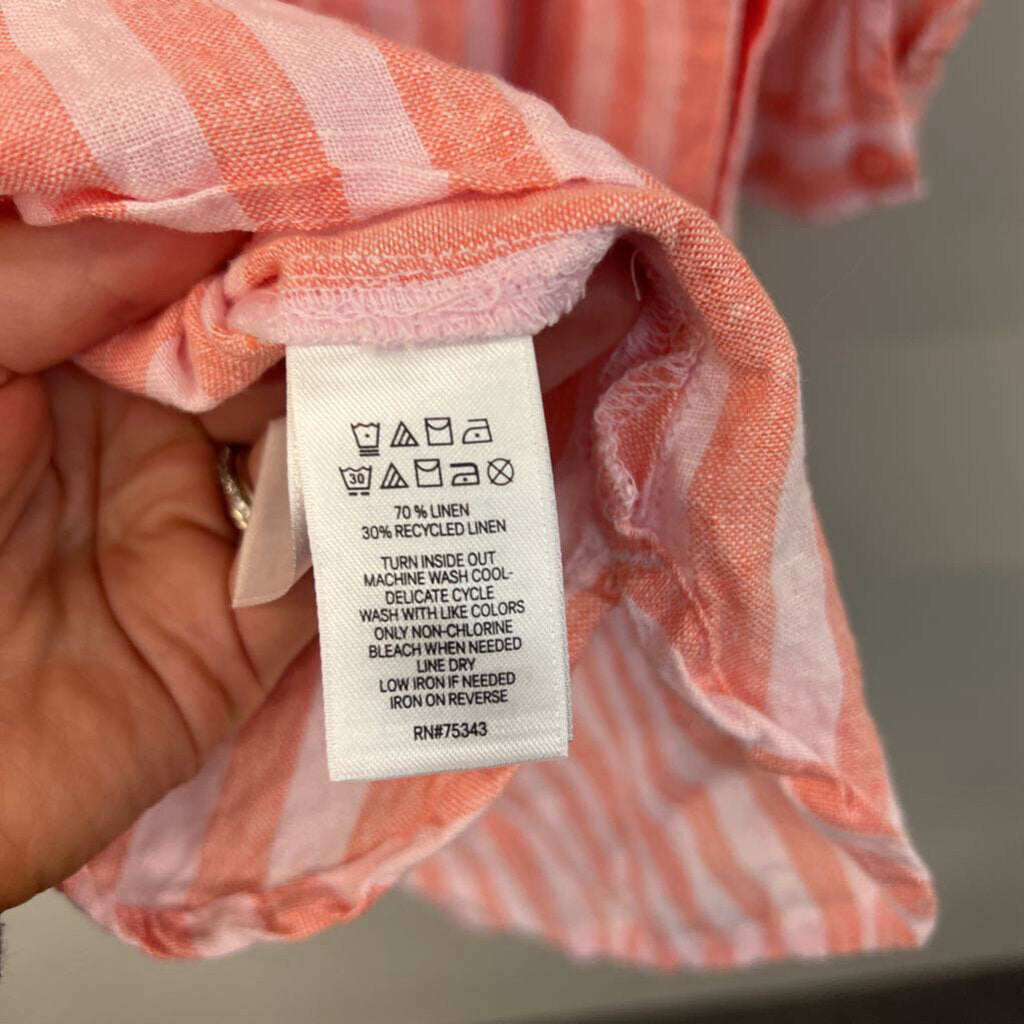 30
70 % LINEN
30% RECYCLED LINEN
TURN INSIDE OUT
MACHINE WASH COOL-
DELICATE CYCLE
WASH WITH LIKE COLORS
ONLY NON-CHLORINE
BLEACH WHEN NEEDED
LINE DRY
LOW IRON IF NEEDED
IRON ON REVERSE
RN#75343